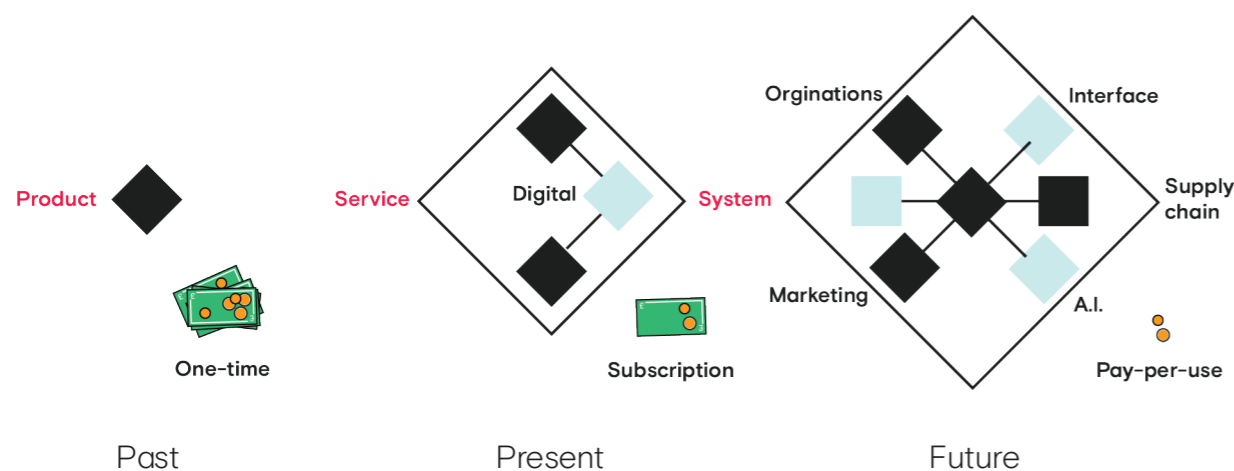 Product
One-time
Past
Service
Digital
Subscription
Present
System
Orginations
Interface
Supply
chain
Marketing
A.I.
Pay-per-use
Future